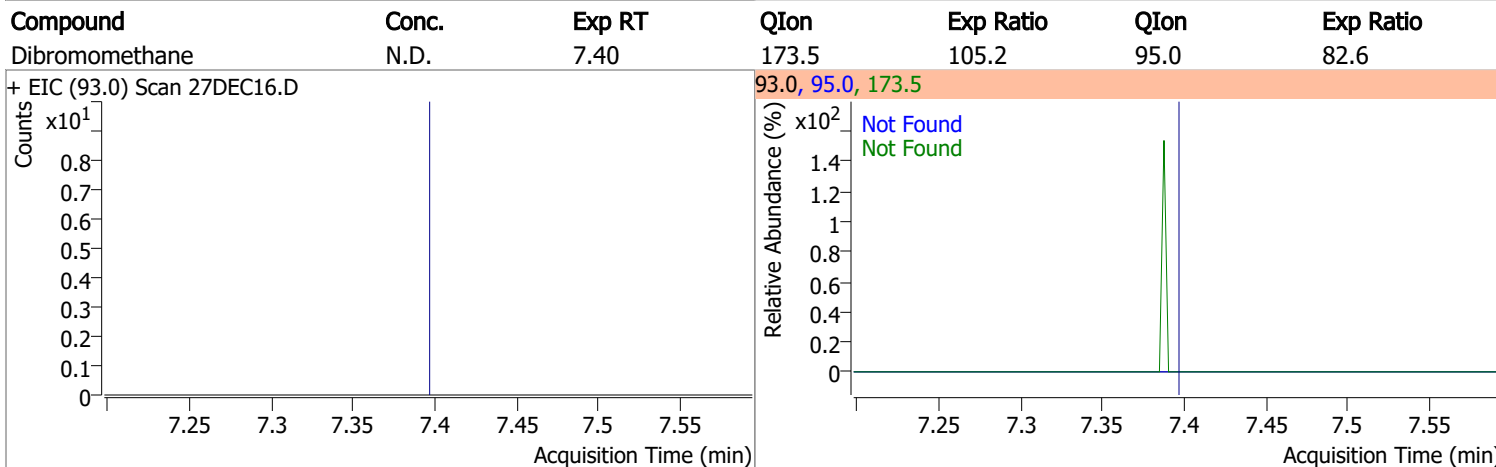 Compound Conc. Exp RT QIon Exp Ratio QIon Exp Ratio
Dibromomethane N.D. 7.40 173.5 105.2 95.0 82.6
+ EIC (93.0) Scan 27DEC16.D
Counts
x101
0.8
0.7
0.6
0.5
0.4
0.3
0.2
0.1
0
7.25 7.3 7.35 7.4 7.45 7.5 7.55
Acquisition Time (min)
93.0, 95.0, 173.5
Relative Abundance (%)
x102
Not Found
Not Found
1.4
1.2
1
0.8
0.6
0.4
0.2
0
7.25 7.3 7.35 7.4 7.45 7.5 7.55
Acquisition Time (min)